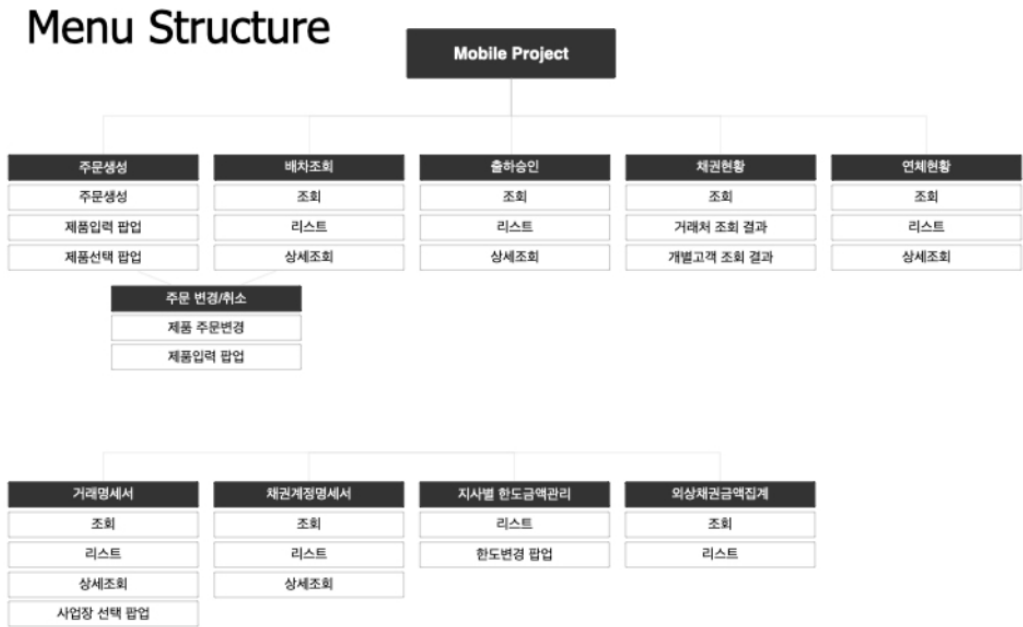 Menu Structure
Mobile Project
주문생성
주문생성
제품입력 팝업
제품선택 팝업
배차조회
조회
리스트
상세조회
출하승인
조회
리스트
상세조회
채권현황
조회
거래처 조회 결과
개별고객 조회 결과
연체현황
조회
리스트
상세조회
주문 변경/취소
제품 주문변경
제품입력 팝업
거래명세서
조회
리스트
상세조회
사업장 선택 팝업
채권계정명세서
조회
리스트
상세조회
지사별 한도금액관리
리스트
한도변경 팝업
외상채권금액집계
조회
리스트